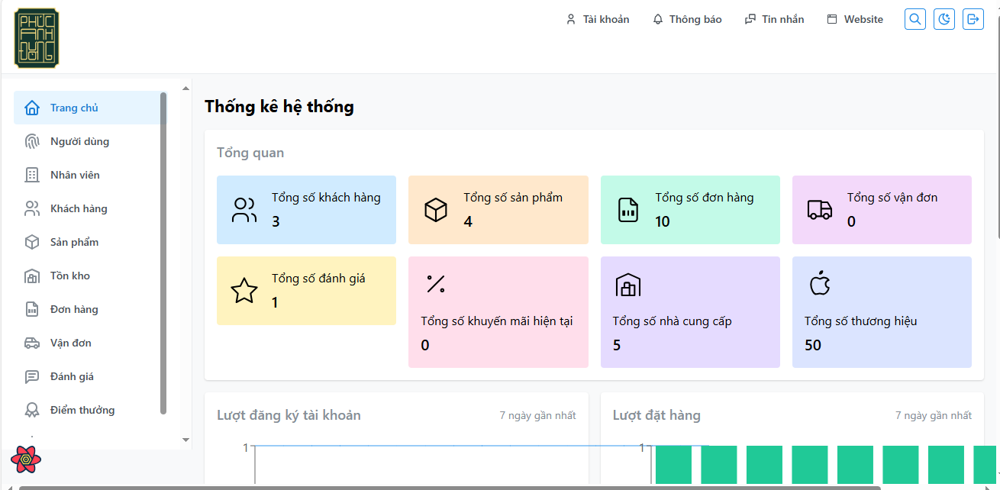 PHÚC
ANH
DƯƠNG
Tài khoản
Thông báo
Tin nhắn
Website
Trang chủ
Người dùng
Nhân viên
Khách hàng
Sản phẩm
Tồn kho
Đơn hàng
Vận đơn
Đánh giá
Điểm thưởng
Thống kê hệ thống
Tổng quan
Tổng số khách hàng
3
Tổng số sản phẩm
4
Tổng số đơn hàng
10
Tổng số vận đơn
0
Tổng số đánh giá
1
Tổng số khuyến mãi hiện tại
0
Tổng số nhà cung cấp
5
Tổng số thương hiệu
50
Lượt đăng ký tài khoản
7 ngày gần nhất
1
Lượt đặt hàng
7 ngày gần nhất
1